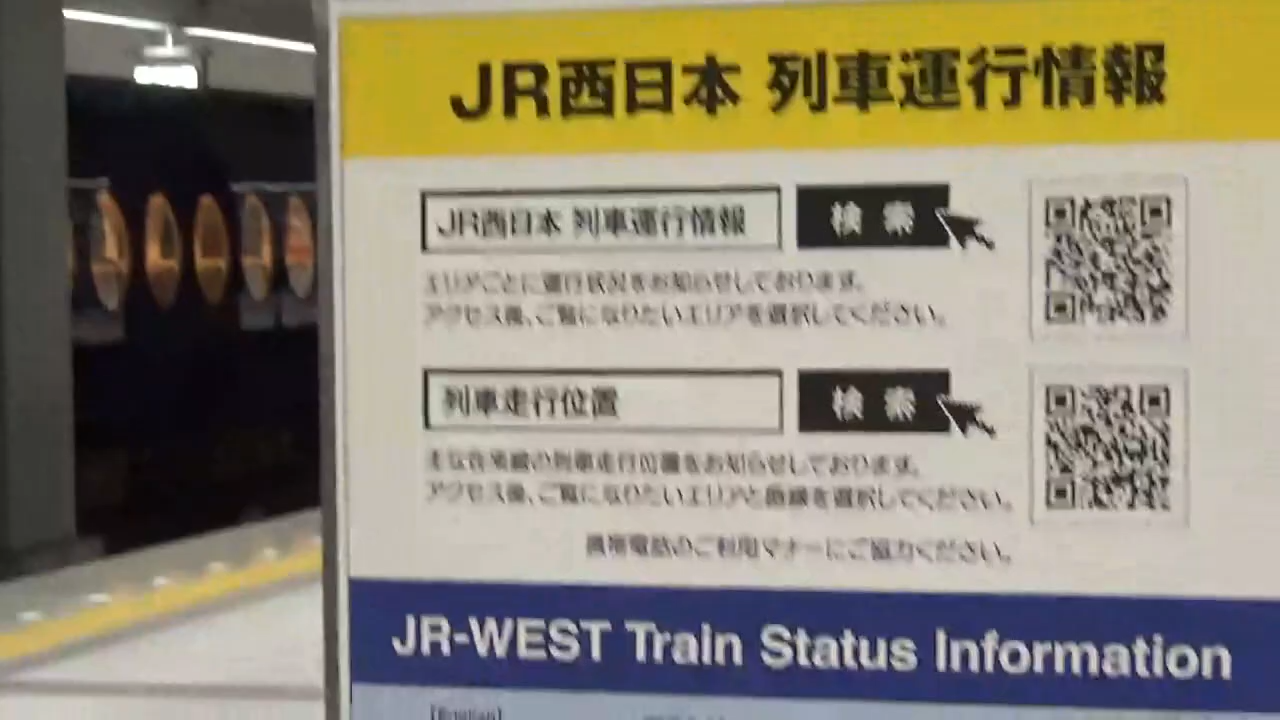 JR西日本 列車運行情報
JR西日本 列車運行情報 検索
エリアごとに運行状況をお知らせしております。
アクセス後、ご覧になりたいエリアを選択してください。
列車走行位置 検索
主な在来線の列車走行位置をお知らせしております。
アクセス後、ご覧になりたいエリアと路線を選択してください。
携帯電話のご利用マナーにご協力ください。
JR-WEST Train Status Information
[English]